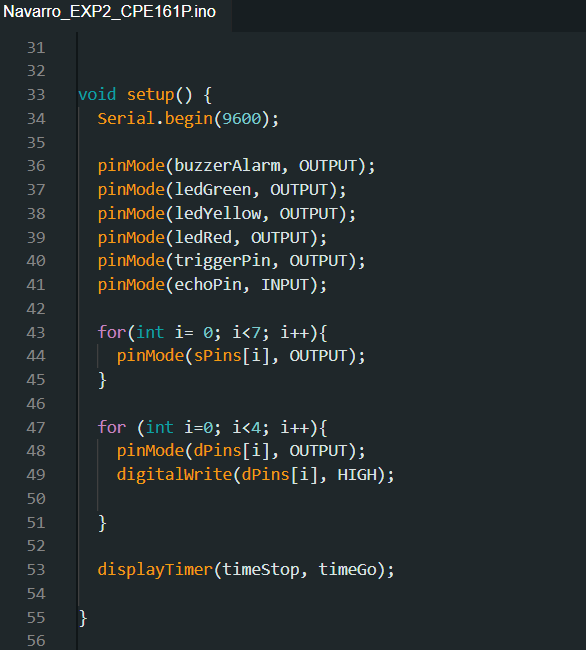 Navarro_EXP2_CPE161P.ino
31
32
33 void setup() {
34 Serial.begin(9600);
35
36 pinMode(buzzerAlarm, OUTPUT);
37 pinMode(ledGreen, OUTPUT);
38 pinMode(ledYellow, OUTPUT);
39 pinMode(ledRed, OUTPUT);
40 pinMode(triggerPin, OUTPUT);
41 pinMode(echoPin, INPUT);
42
43 for(int i= 0; i<7; i++){
44 pinMode(sPins[i], OUTPUT);
45 }
46
47 for (int i=0; i<4; i++){
48 pinMode(dPins[i], OUTPUT);
49 digitalWrite(dPins[i], HIGH);
50
51 }
52
53 displayTimer(timeStop, timeGo);
54
55 }
56